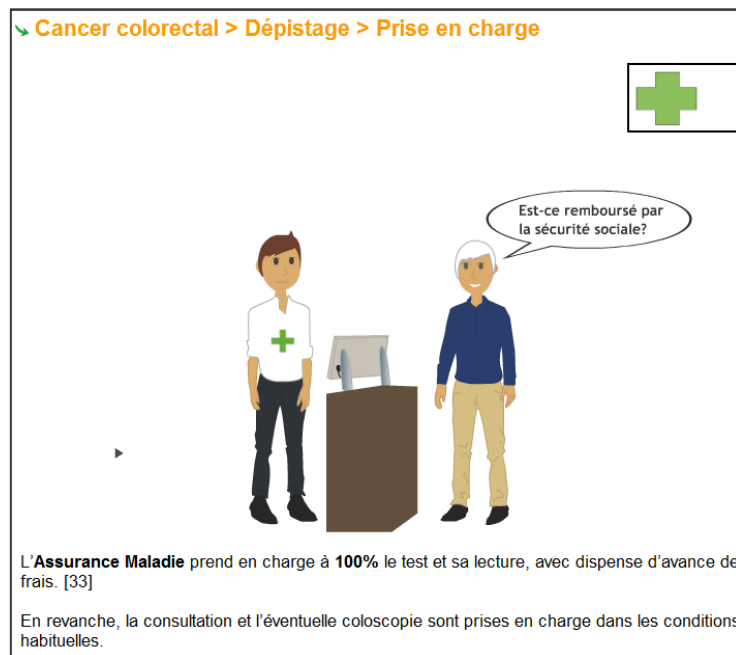 Cancer colorectal > Dépistage > Prise en charge
Est-ce remboursé par
la sécurité sociale?
L'Assurance Maladie prend en charge à 100% le test et sa lecture, avec dispense d'avance de
frais. [33]
En revanche, la consultation et l'éventuelle coloscopie sont prises en charge dans les conditions
habituelles.